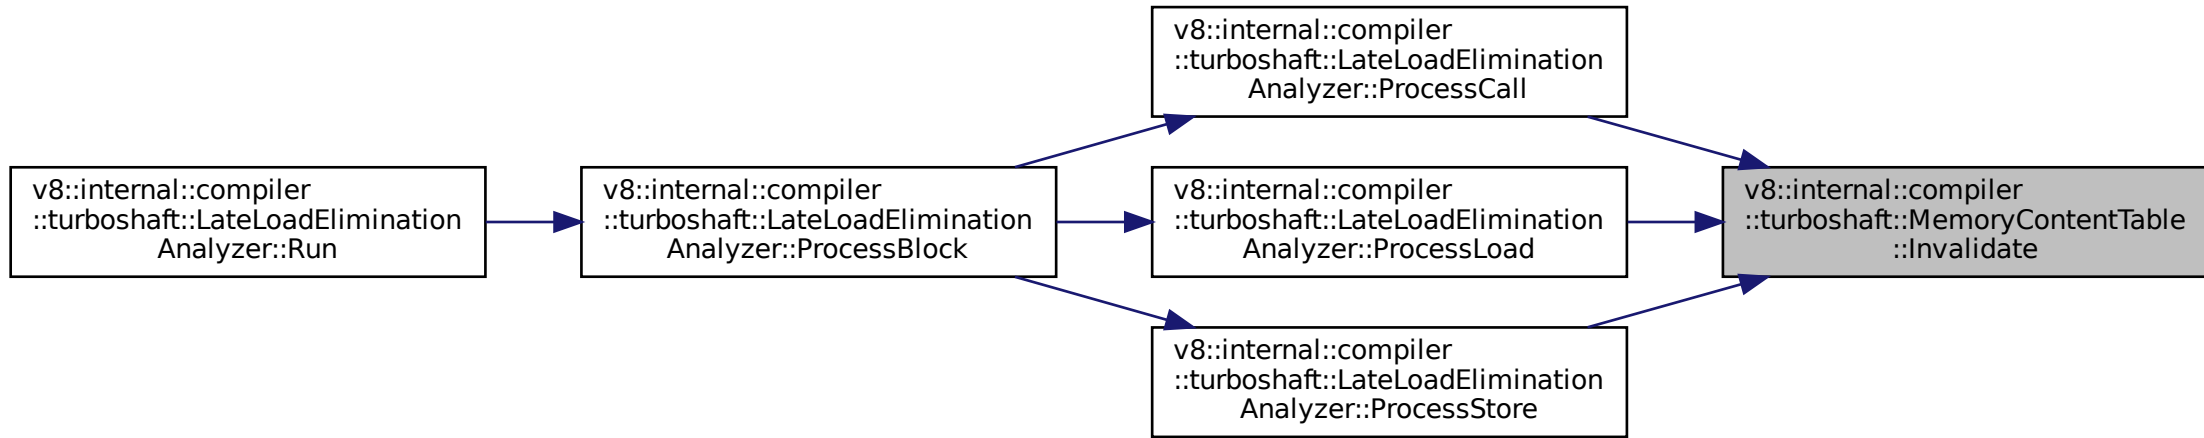 v8::internal::compiler
::turboshaft::LateLoadElimination
Analyzer::Run
v8::internal::compiler
::turboshaft::LateLoadElimination
Analyzer::ProcessBlock
v8::internal::compiler
::turboshaft::LateLoadElimination
Analyzer::ProcessCall
v8::internal::compiler
::turboshaft::LateLoadElimination
Analyzer::ProcessLoad
v8::internal::compiler
::turboshaft::LateLoadElimination
Analyzer::ProcessStore
v8::internal::compiler
::turboshaft::MemoryContentTable
::Invalidate